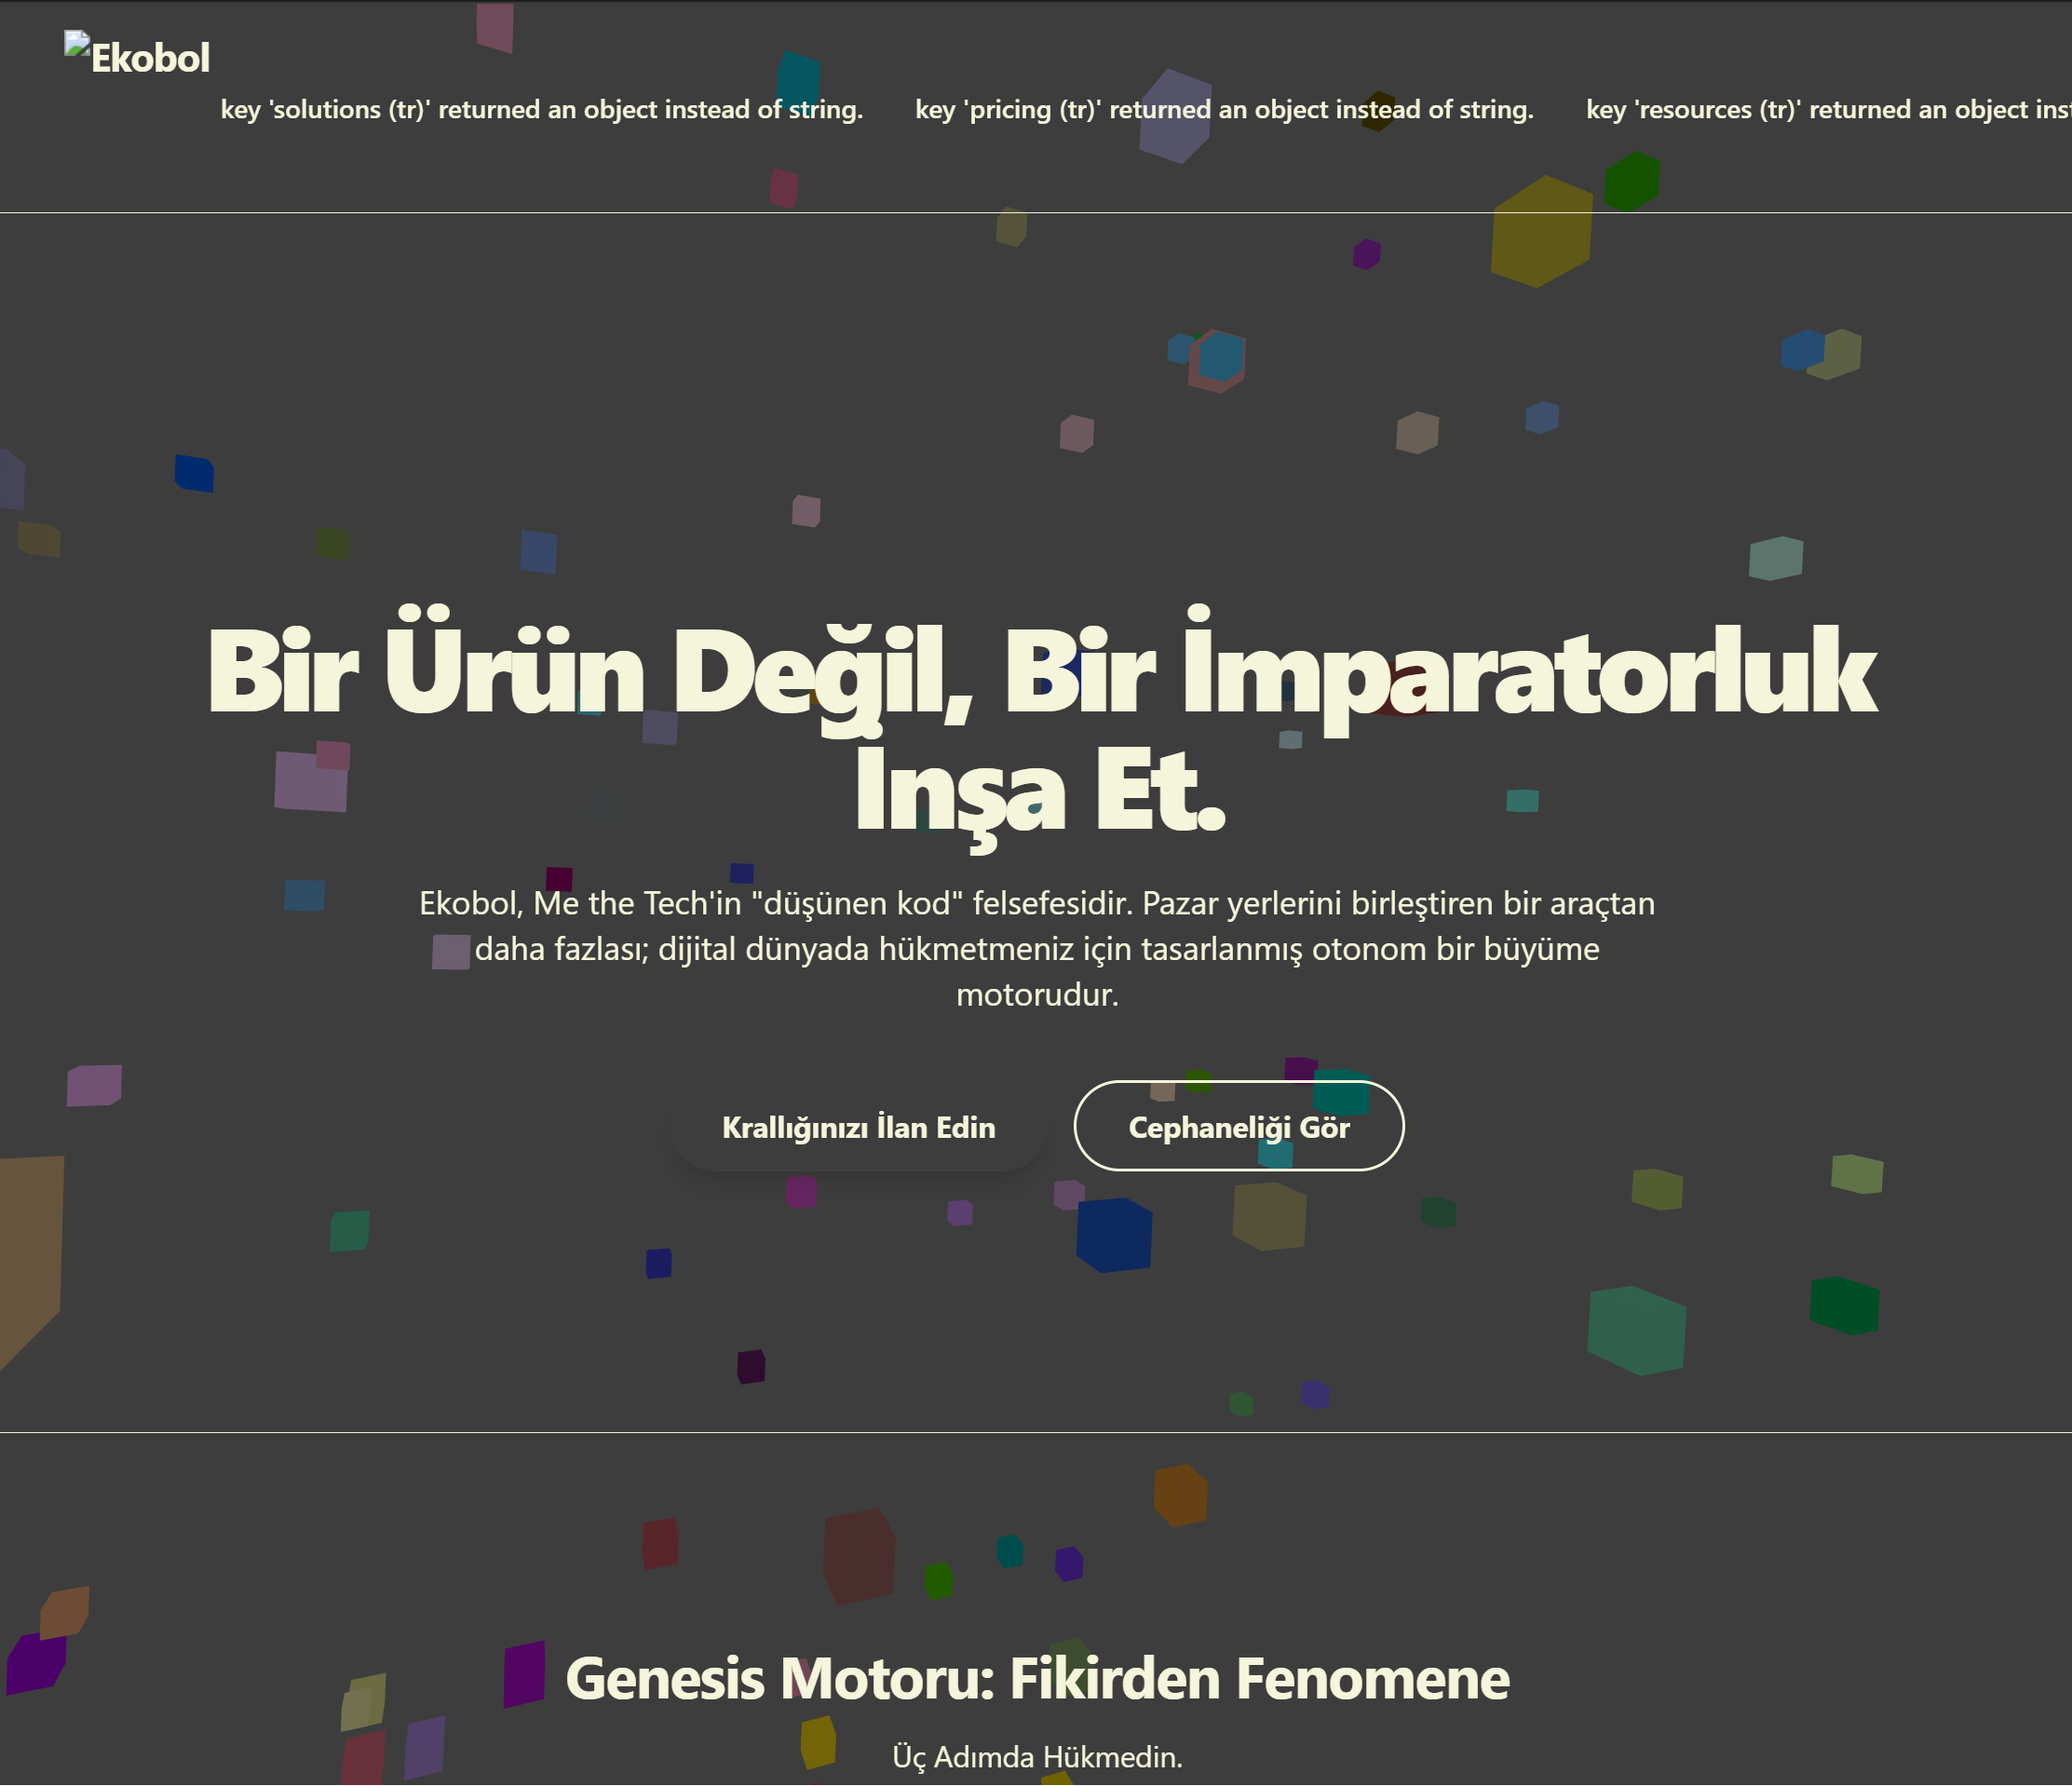 Ekobol
key 'solutions (tr)' returned an object instead of string.
key 'pricing (tr)' returned an object instead of string.
key 'resources (tr)' returned an object
Bir Ürün Değil, Bir İmparatorluk
İnşa Et.
Ekobol, Me the Tech'in "düşünen kod" felsefesidir. Pazar yerlerini birleştiren bir araçtan
daha fazlası; dijital dünyada hükmetmeniz için tasarlanmış otonom bir büyüme
motorudur.
Krallığınızı İlan Edin
Cephaneliği Gör
Genesis Motoru: Fikirden Fenomene
Üç Adımda Hükmedin.